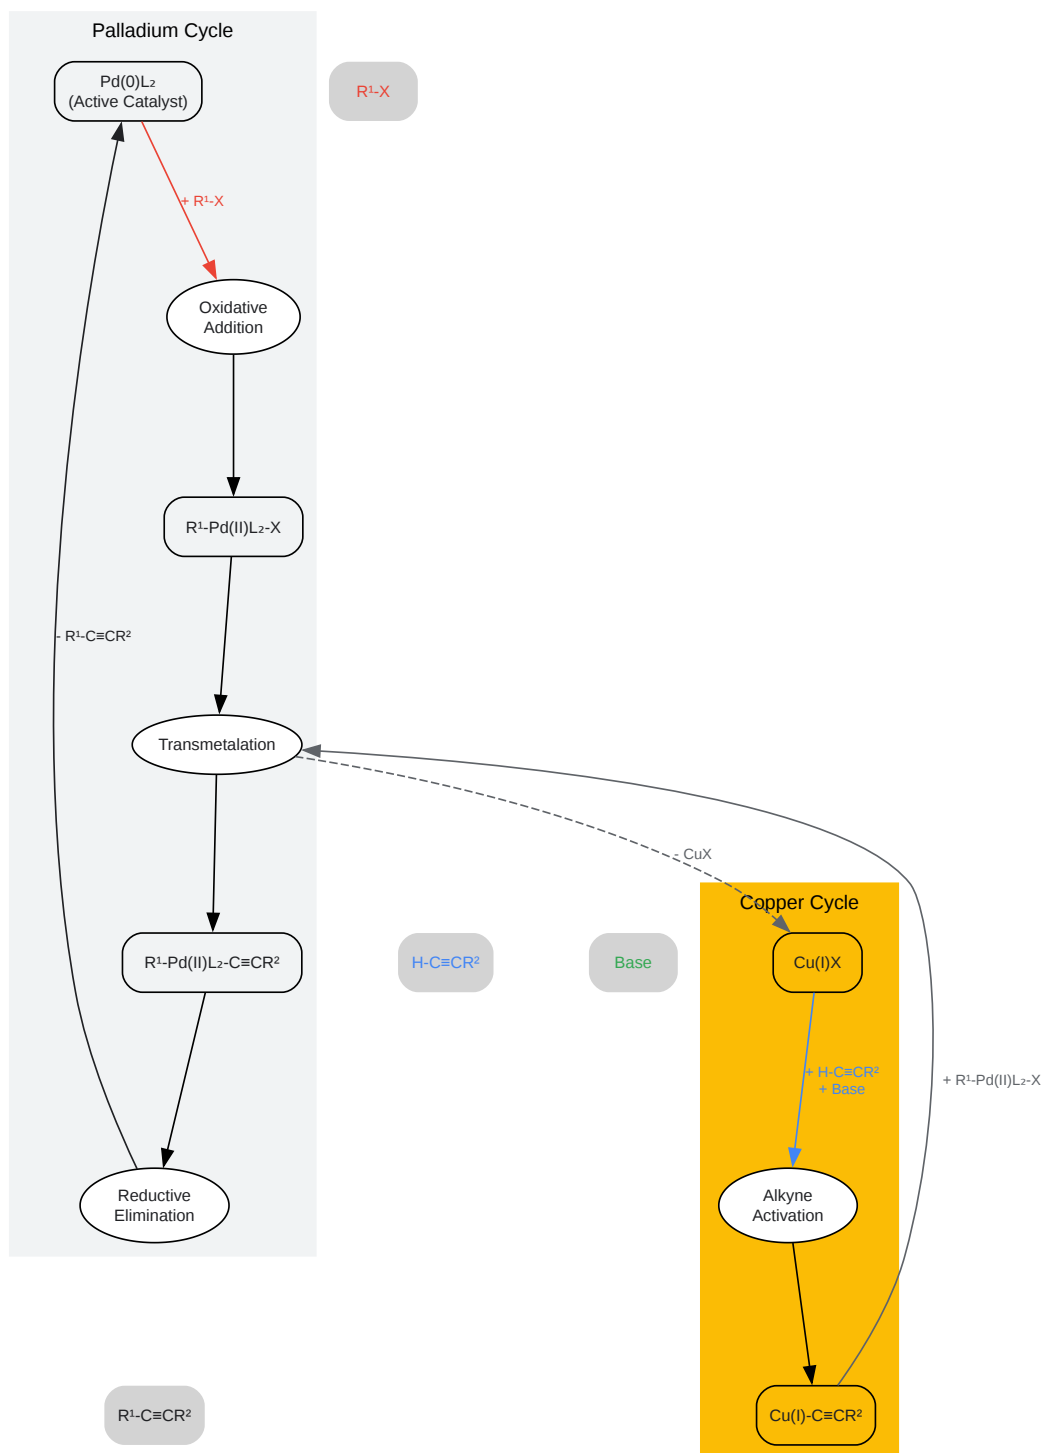 Palladium Cycle
Pd(0)L₂
(Active Catalyst)
R¹-X
+ R¹-X
Oxidative
Addition
R¹-Pd(II)L₂-X
- R¹-C≡CR²
Transmetalation
- CuX
Copper Cycle
R¹-Pd(II)L₂-C≡CR²
H-C≡CR²
Base
Cu(I)X
+ H-C≡CR²
+ Base
+ R¹-Pd(II)L₂-X
Reductive
Elimination
Alkyne
Activation
R¹-C≡CR²
Cu(I)-C≡CR²